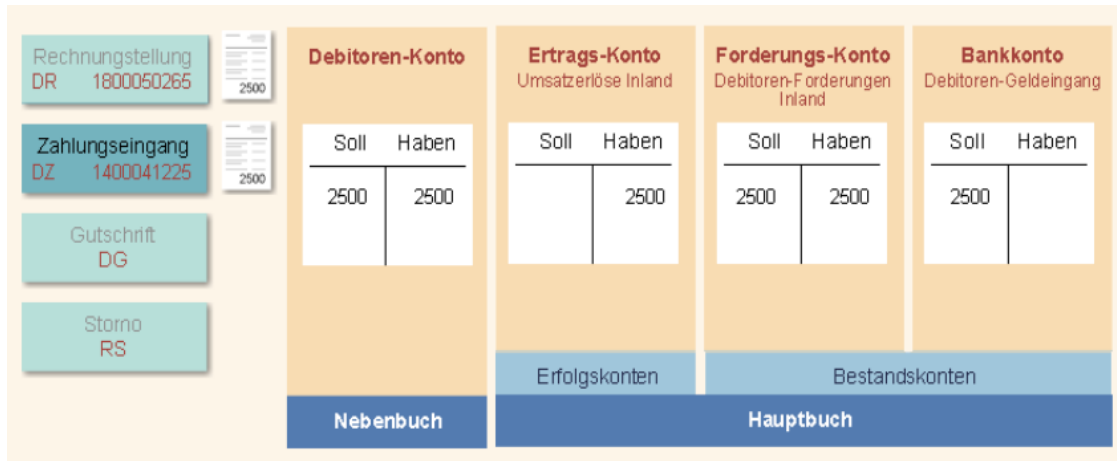 Rechnungstellung
DR 1800050265
2500
Zahlungseingang
DZ 1400041225
2500
Gutschrift
DG
Storno
RS
Debitoren-Konto
Soll Haben
2500 2500
Nebenbuch
Ertrags-Konto
Umsatzerlöse Inland
Soll Haben
2500
Forderungs-Konto
Debitoren-Forderungen
Inland
Soll Haben
2500 2500
Bankkonto
Debitoren-Geldeingang
Soll Haben
2500
Erfolgskonten
Bestandskonten
Hauptbuch